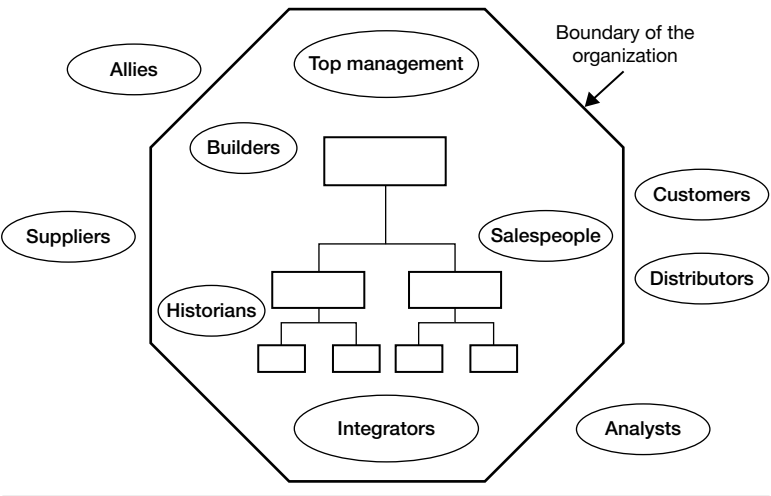 Boundary of the
organization
Allies
Top management
Builders
Customers
Suppliers
Salespeople
Distributors
Historians
Integrators
Analysts